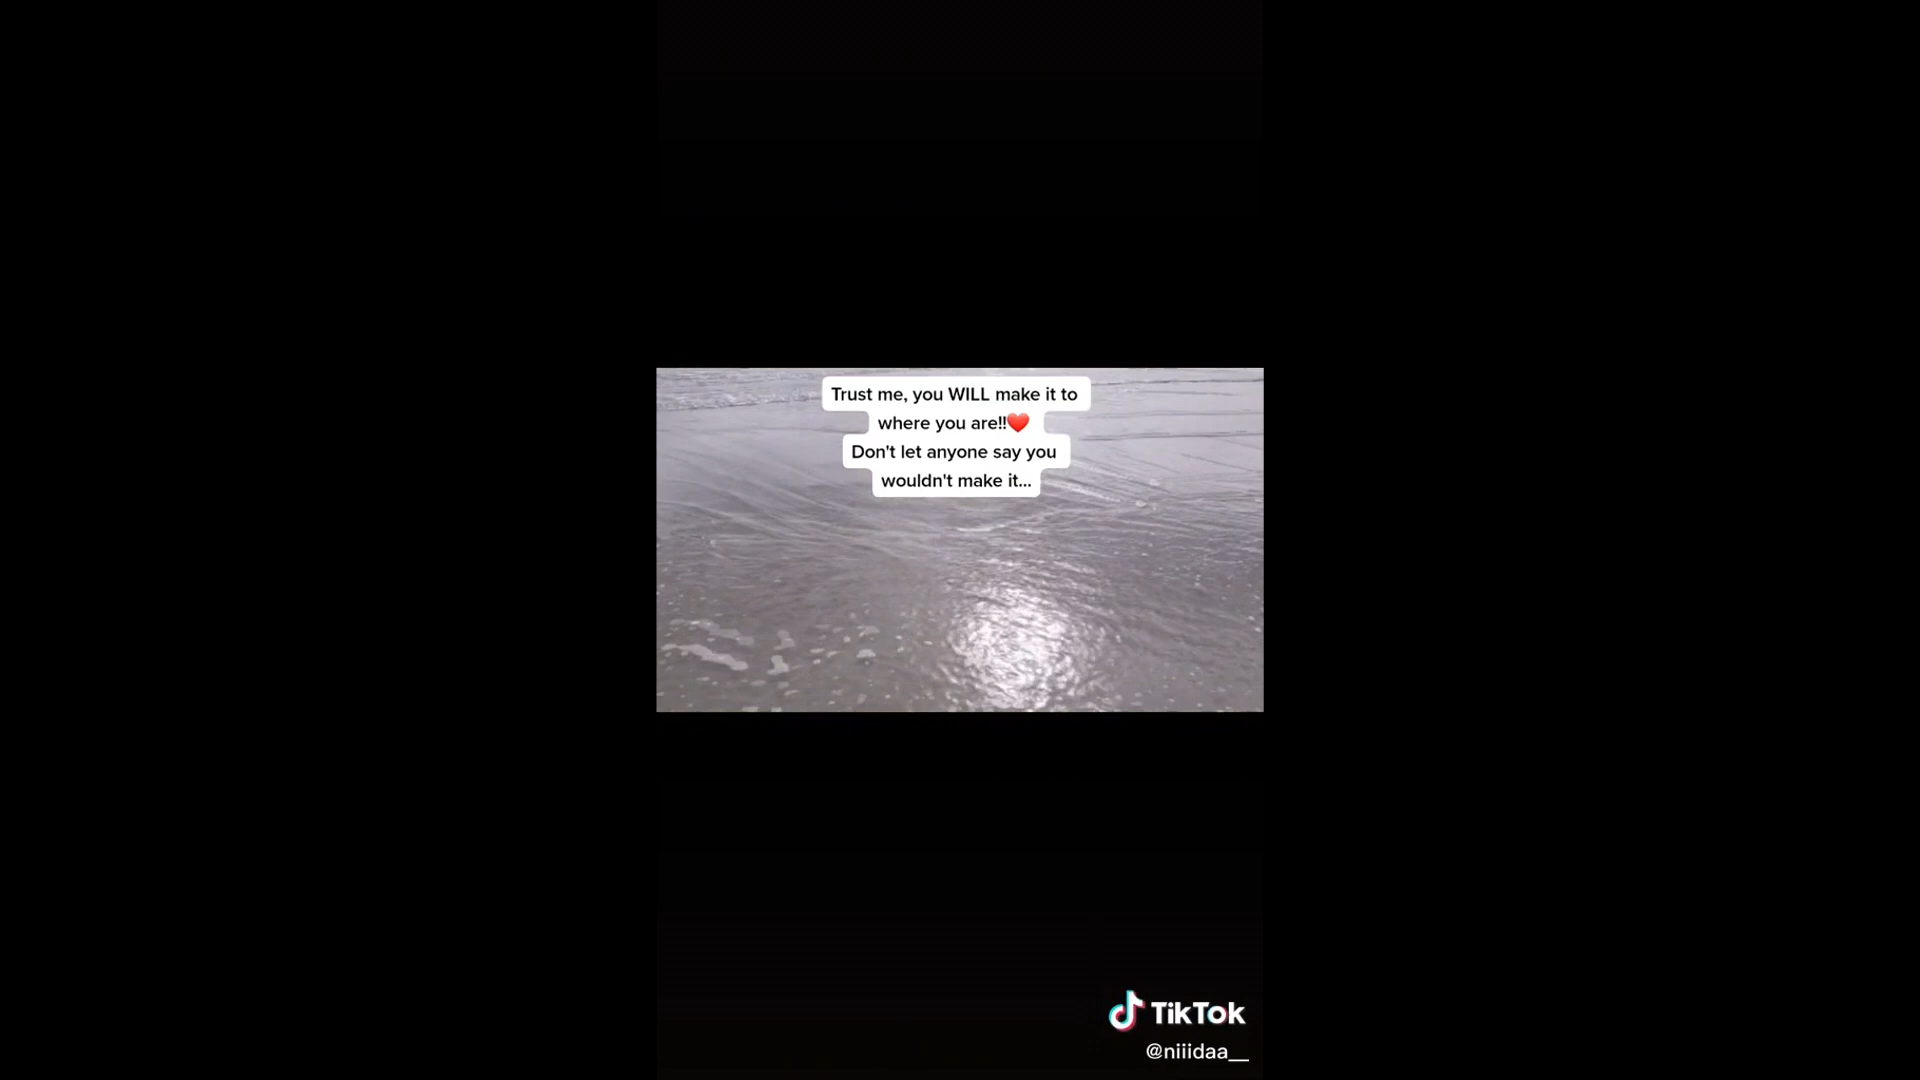 Trust me, you WILL make it to
where you are!!❤️
Don't let anyone say you
wouldn't make it...
TikTok
@niiidaa__